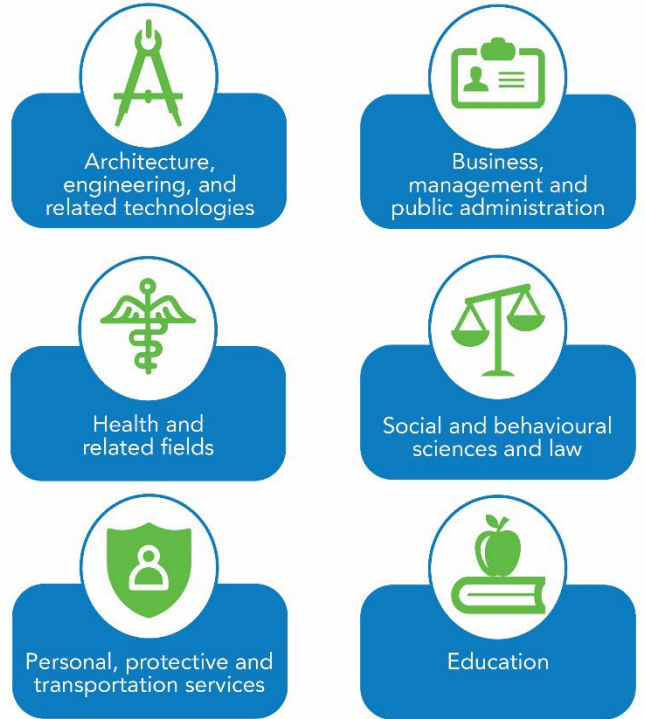 Architecture,
engineering, and
related technologies
Business,
management and
public administration
Health and
related fields
Social and behavioural
sciences and law
Personal, protective and
transportation services
Education